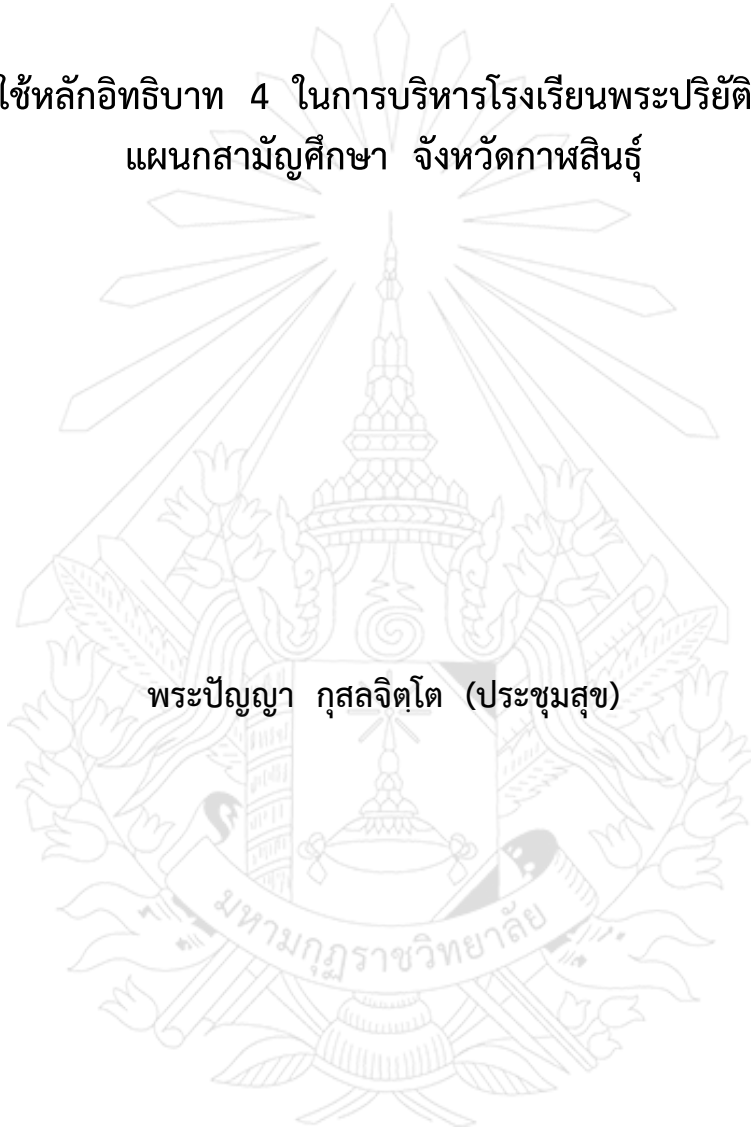 ใช้หลักอิทธิบาท 4 ในการบริหารโรงเรียนพระปริยัติ
แผนกสามัญศึกษา จังหวัดกาฬสินธุ์
พระปัญญา กุสลจิตฺโต (ประชุมสุข)
มหามกุฏราชวิทยาลัย